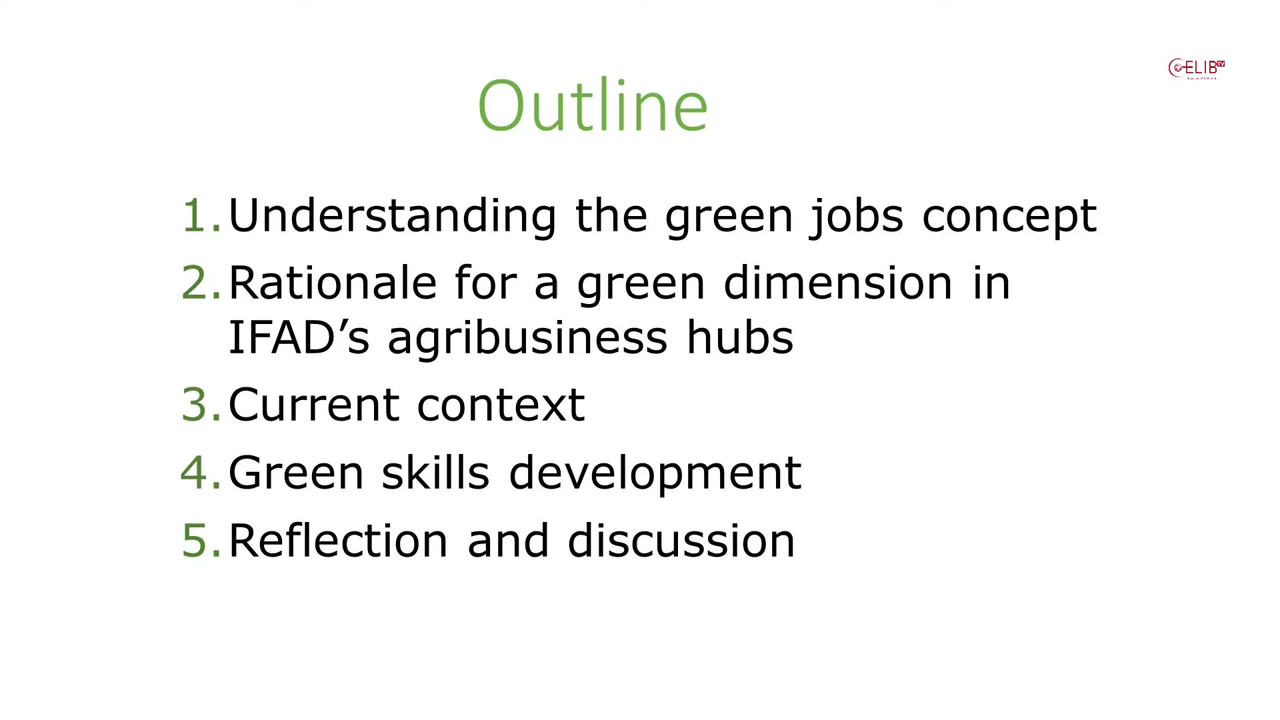 ELIB TV
Outline
1. Understanding the green jobs concept
2. Rationale for a green dimension in
IFAD’s agribusiness hubs
3. Current context
4. Green skills development
5. Reflection and discussion